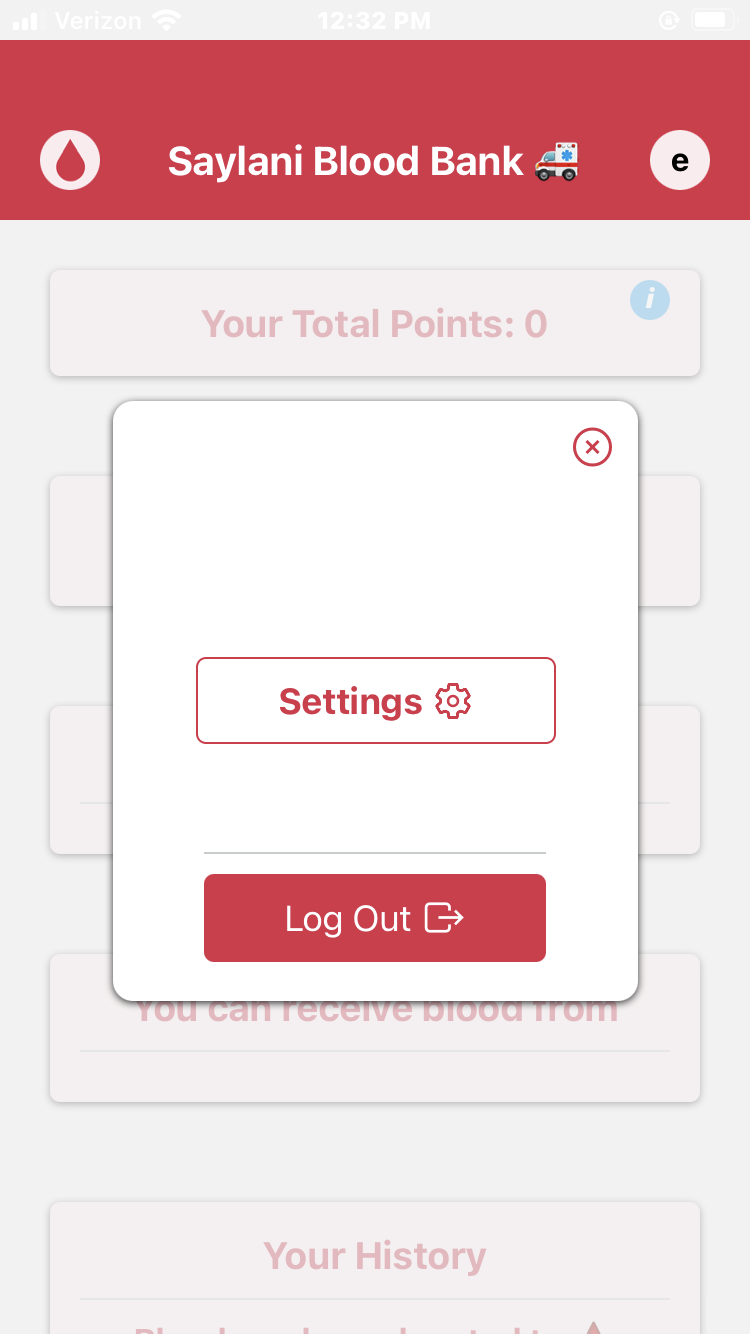 Verizon 12:32 PM
Saylani Blood Bank 🚑
e
Your Total Points: 0
i
Settings
Log Out
You can receive blood from
Your History